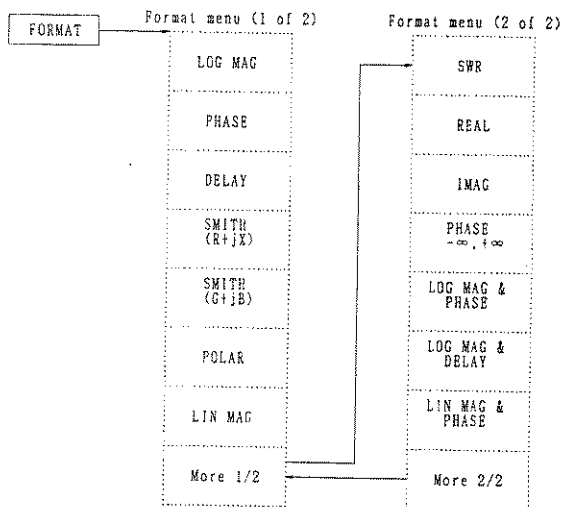 Format menu (1 of 2)
FORMAT
LOG MAG
PHASE
DELAY
SMITH
(R+jX)
SMITH
(G+jB)
POLAR
LIN MAG
More 1/2
Format menu (2 of 2)
SWR
REAL
IMAG
PHASE
-∞,+∞
LOG MAG &
PHASE
LOG MAG &
DELAY
LIN MAG &
PHASE
More 2/2